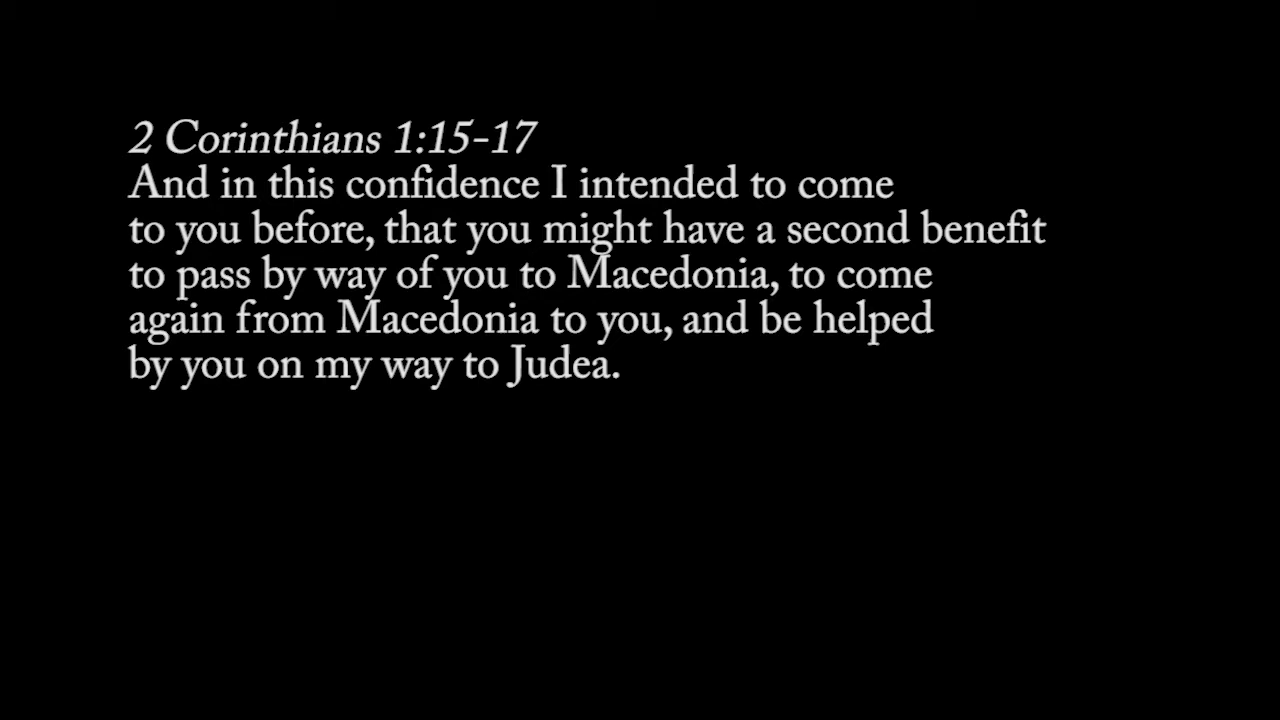 2 Corinthians 1:15-17
And in this confidence I intended to come
to you before, that you might have a second benefit
to pass by way of you to Macedonia, to come
again from Macedonia to you, and be helped
by you on my way to Judea.